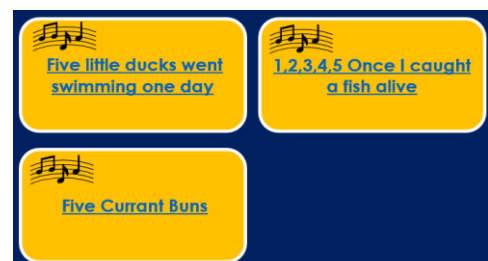 Five little ducks went
swimming one day
1,2,3,4,5 Once I caught
a fish alive
Five Currant Buns